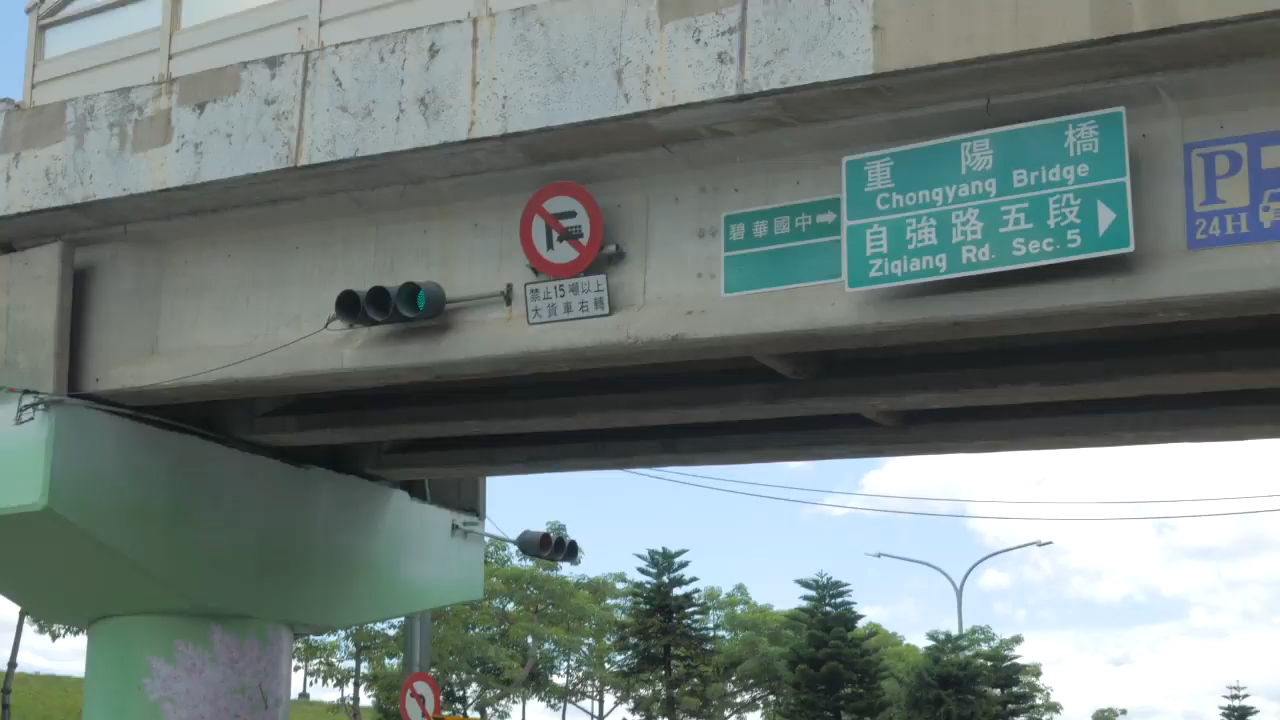 禁止15噸以上
大貨車右轉
碧華國中→
重陽橋
Chongyang Bridge
自強路五段
Ziqiang Rd. Sec. 5
P
24H